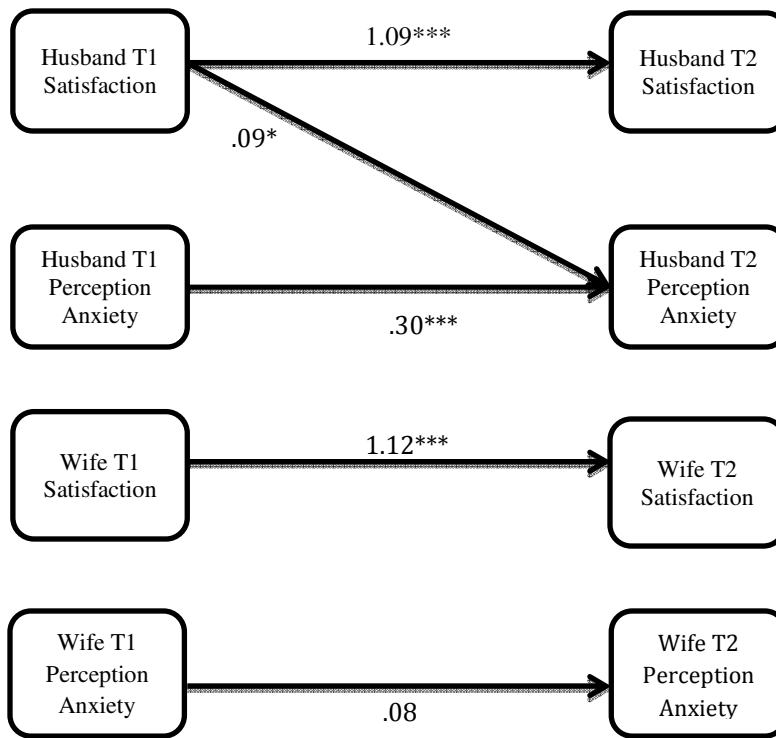 Husband T1
Satisfaction
1.09***
Husband T2
Satisfaction
.09*
Husband T1
Perception
Anxiety
.30***
Husband T2
Perception
Anxiety
Wife T1
Satisfaction
1.12***
Wife T2
Satisfaction
Wife T1
Perception
Anxiety
.08
Wife T2
Perception
Anxiety